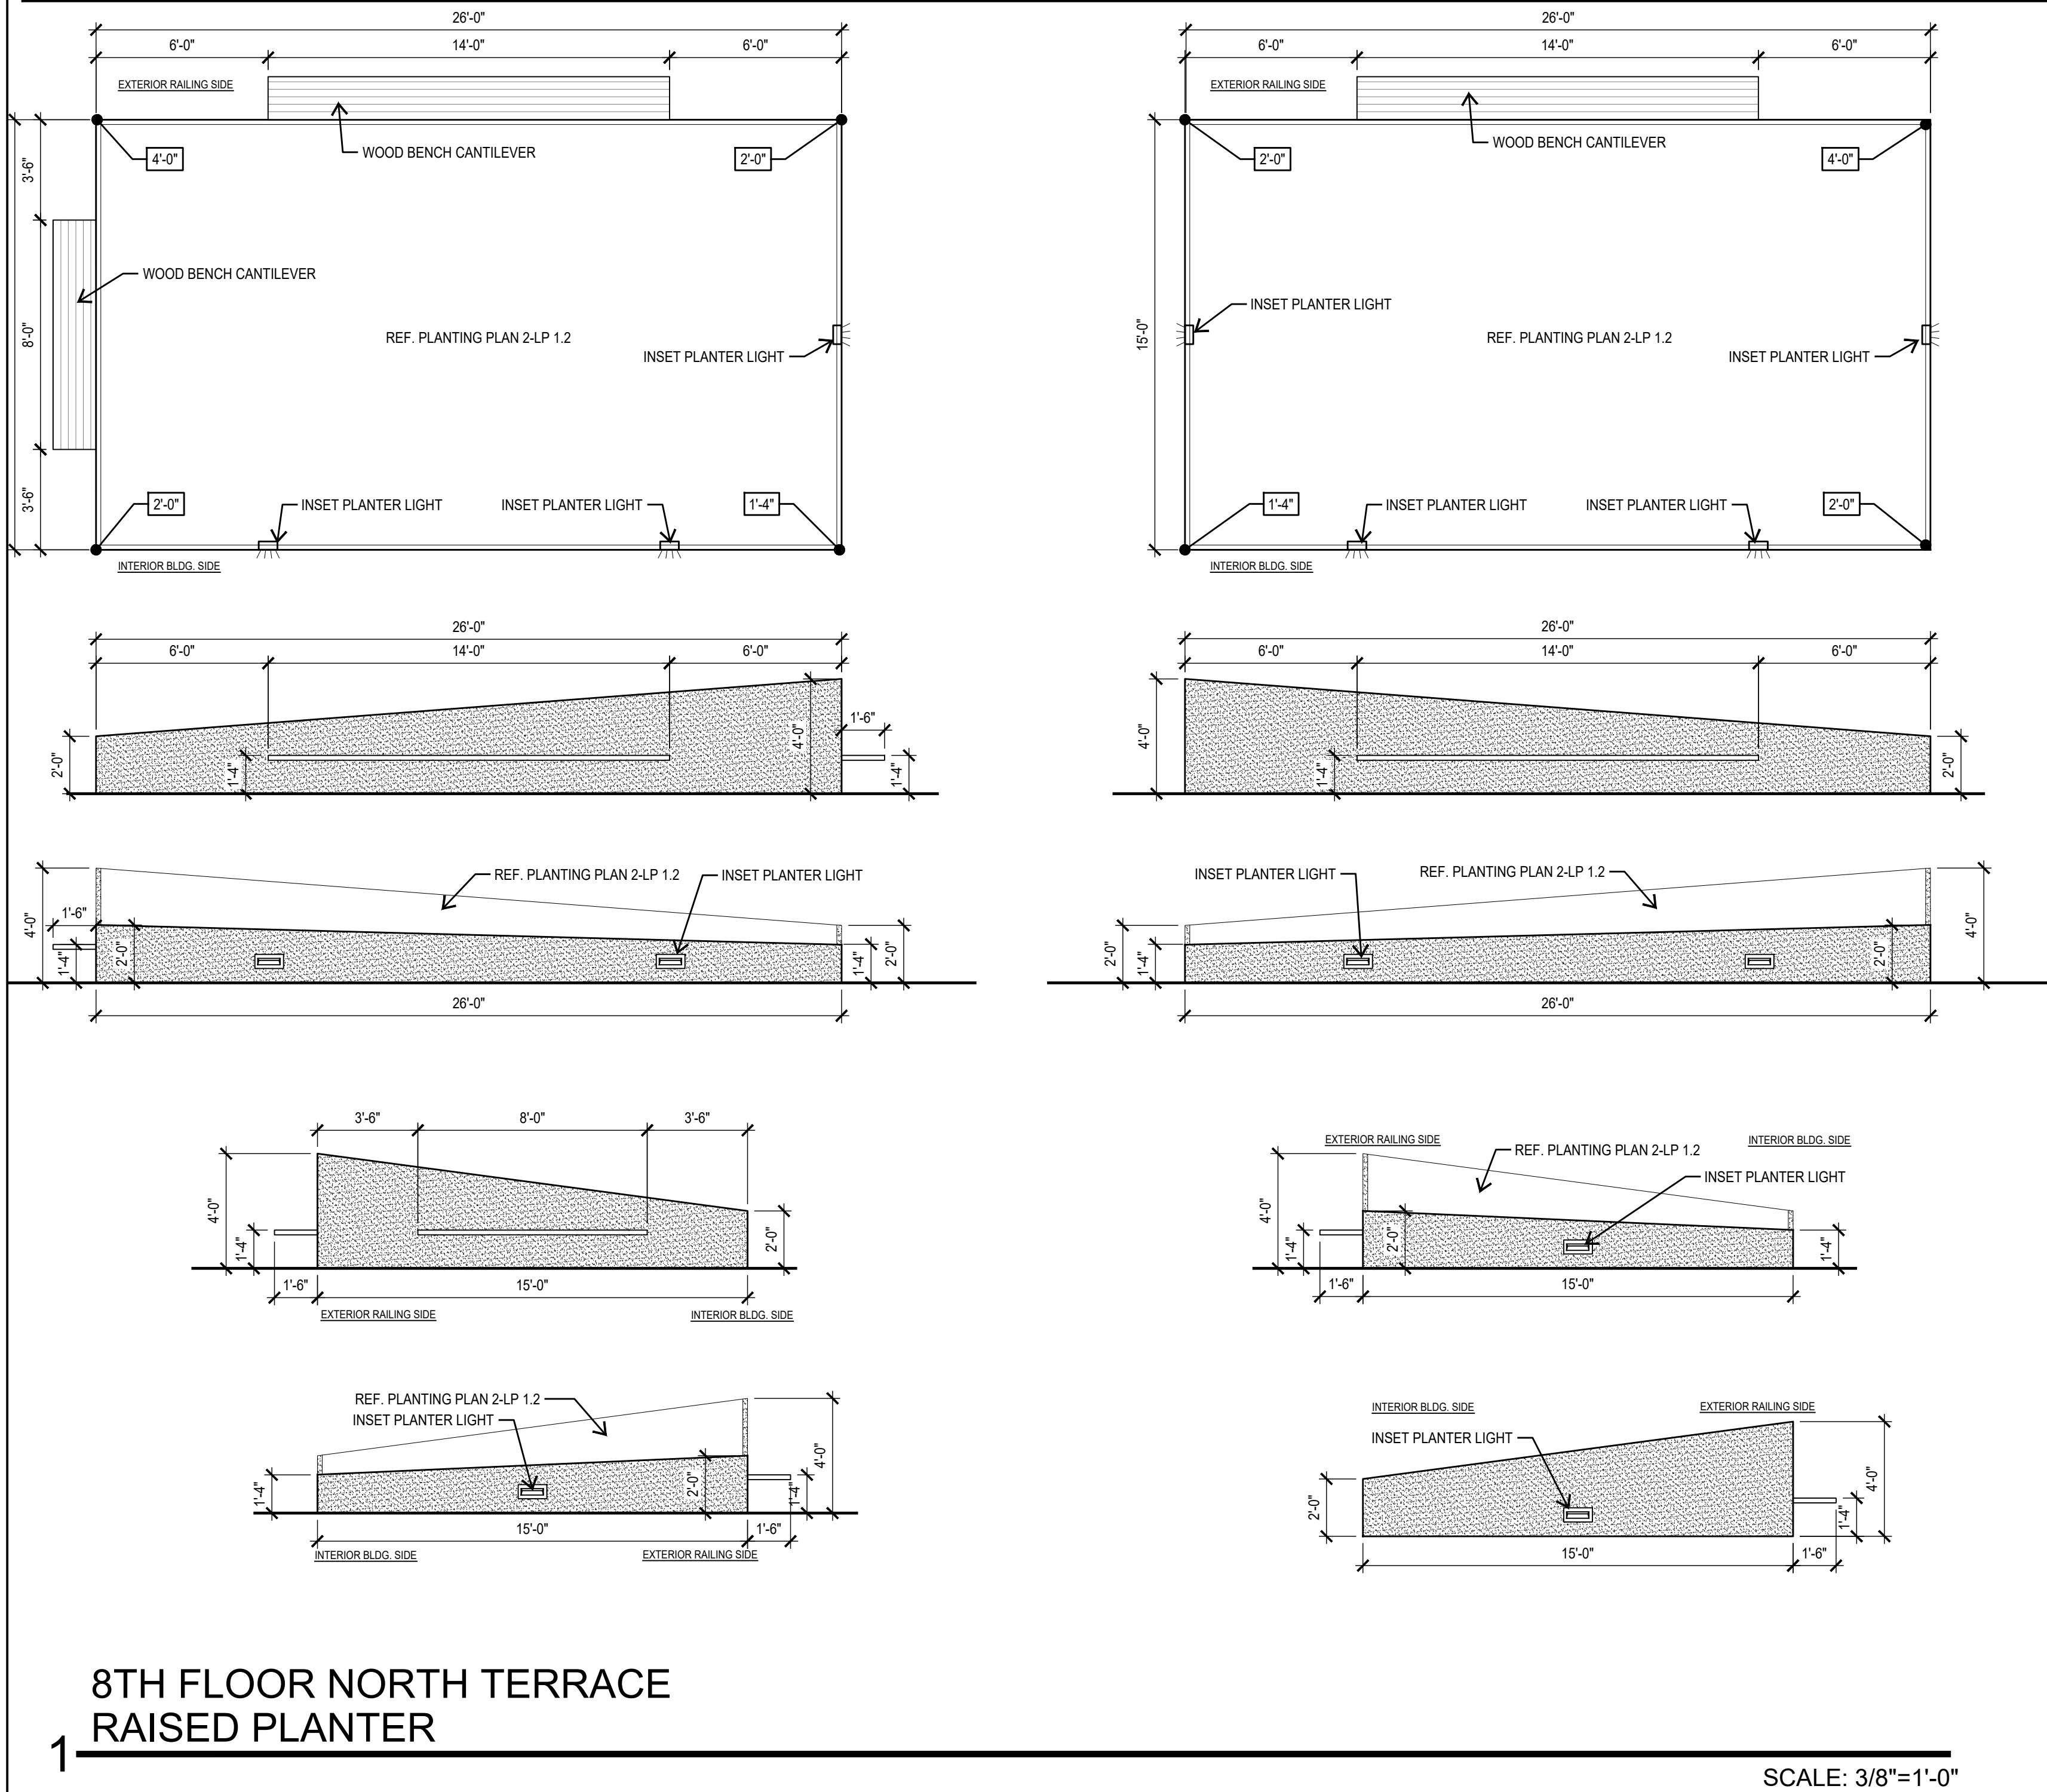 26'-0"
6'-0" 14'-0" 6'-0"
EXTERIOR RAILING SIDE
WOOD BENCH CANTILEVER
4'-0" 2'-0"
3'-6"
8'-0"
3'-6"
WOOD BENCH CANTILEVER
REF. PLANTING PLAN 2-LP 1.2
INSET PLANTER LIGHT
2'-0" INSET PLANTER LIGHT INSET PLANTER LIGHT 1'-4"
INTERIOR BLDG. SIDE
26'-0"
6'-0" 14'-0" 6'-0"
EXTERIOR RAILING SIDE
WOOD BENCH CANTILEVER
2'-0" 4'-0"
INSET PLANTER LIGHT
15'-0"
REF. PLANTING PLAN 2-LP 1.2
INSET PLANTER LIGHT
1'-4" INSET PLANTER LIGHT INSET PLANTER LIGHT 2'-0"
INTERIOR BLDG. SIDE
26'-0"
6'-0" 14'-0" 6'-0"
2'-0" 1'-4" 4'-0" 1'-6" 1'-4"
26'-0"
6'-0" 14'-0" 6'-0"
4'-0" 1'-4" 2'-0"
REF. PLANTING PLAN 2-LP 1.2 INSET PLANTER LIGHT
4'-0" 1'-6" 1'-4" 2'-0" 1'-4" 2'-0"
26'-0"
INSET PLANTER LIGHT REF. PLANTING PLAN 2-LP 1.2
2'-0" 1'-4" 2'-0" 4'-0"
26'-0"
3'-6" 8'-0" 3'-6"
4'-0" 1'-4" 2'-0"
1'-6" 15'-0"
EXTERIOR RAILING SIDE INTERIOR BLDG. SIDE
EXTERIOR RAILING SIDE INTERIOR BLDG. SIDE
REF. PLANTING PLAN 2-LP 1.2
INSET PLANTER LIGHT
4'-0" 1'-4" 2'-0" 1'-4"
1'-6" 15'-0"
REF. PLANTING PLAN 2-LP 1.2
INSET PLANTER LIGHT
1'-4" 2'-0" 1'-4" 4'-0"
15'-0" 1'-6"
INTERIOR BLDG. SIDE EXTERIOR RAILING SIDE
INTERIOR BLDG. SIDE EXTERIOR RAILING SIDE
INSET PLANTER LIGHT
2'-0" 1'-4" 4'-0"
15'-0" 1'-6"
8TH FLOOR NORTH TERRACE
RAISED PLANTER
1
SCALE: 3/8"=1'-0"